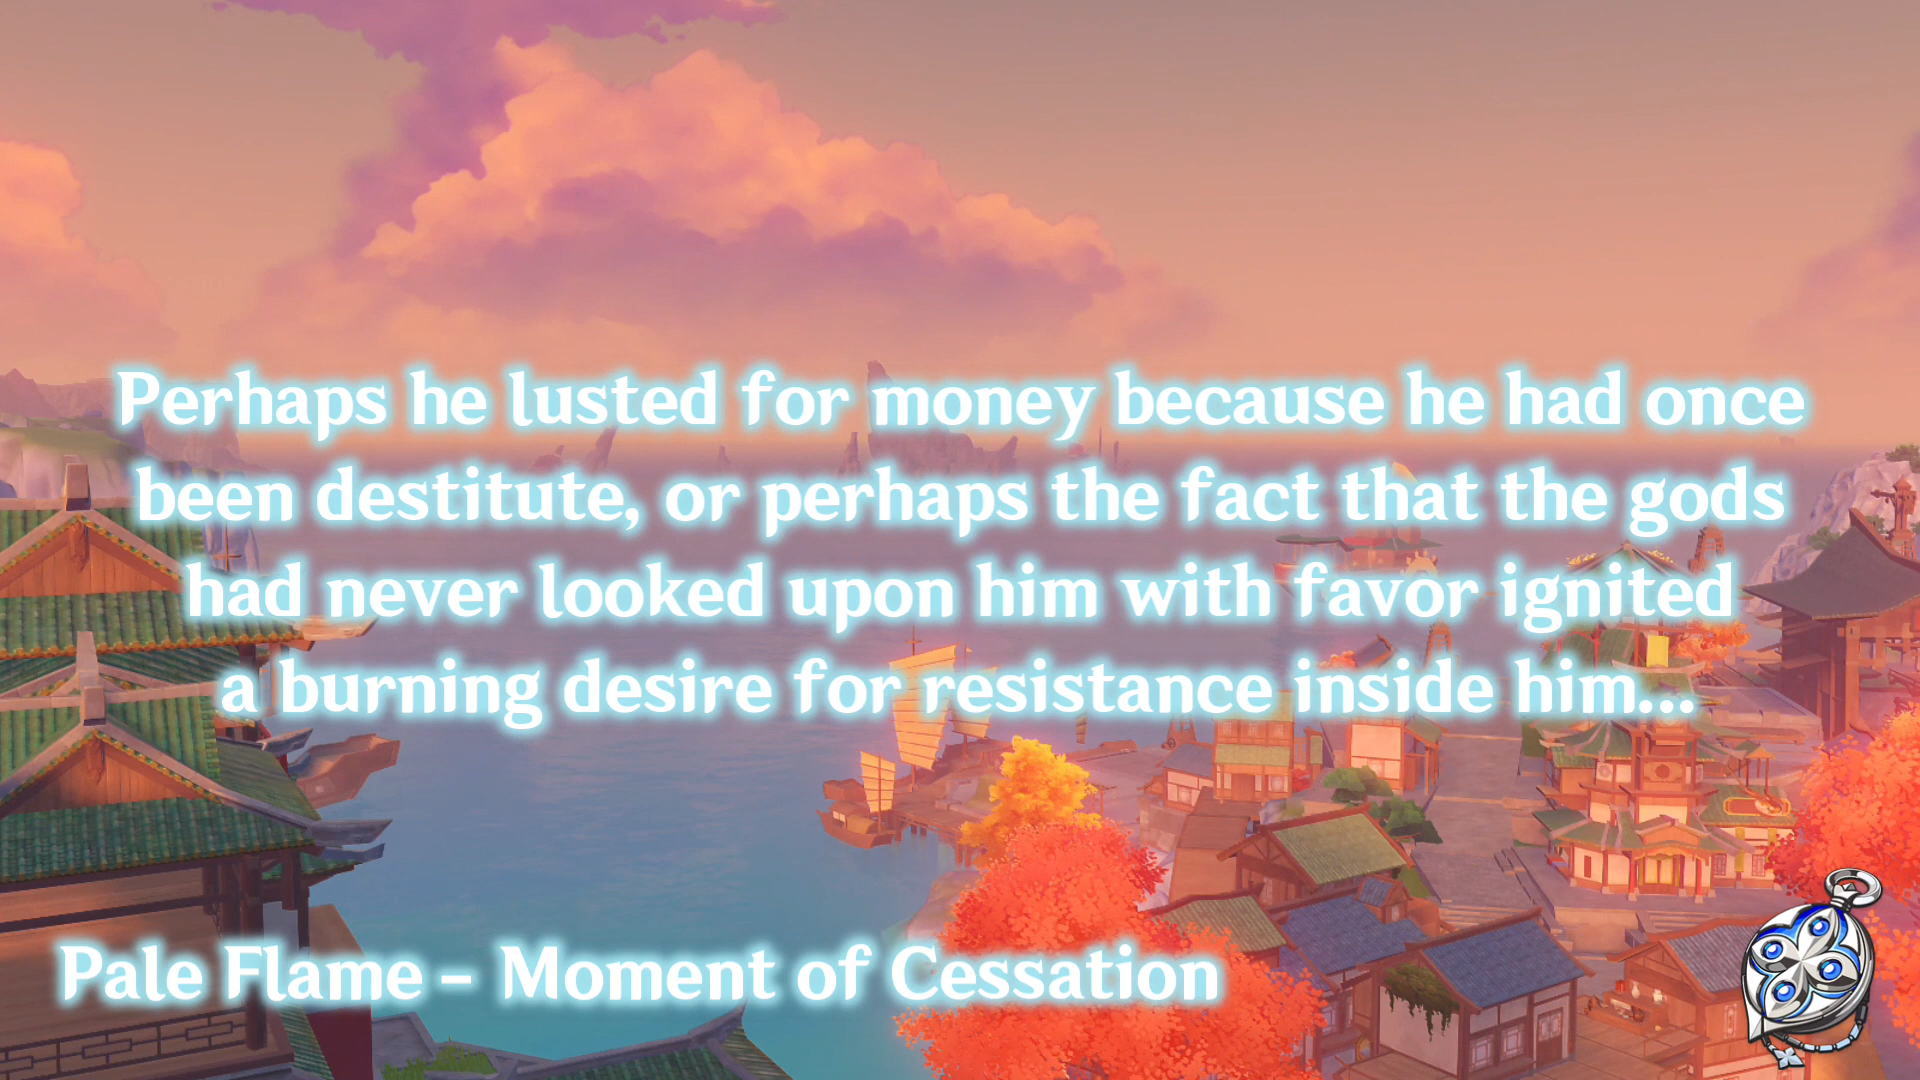 Perhaps he lusted for money because he had once
been destitute, or perhaps the fact that the gods
had never looked upon him with favor ignited
a burning desire for resistance inside him...
Pale Flame - Moment of Cessation